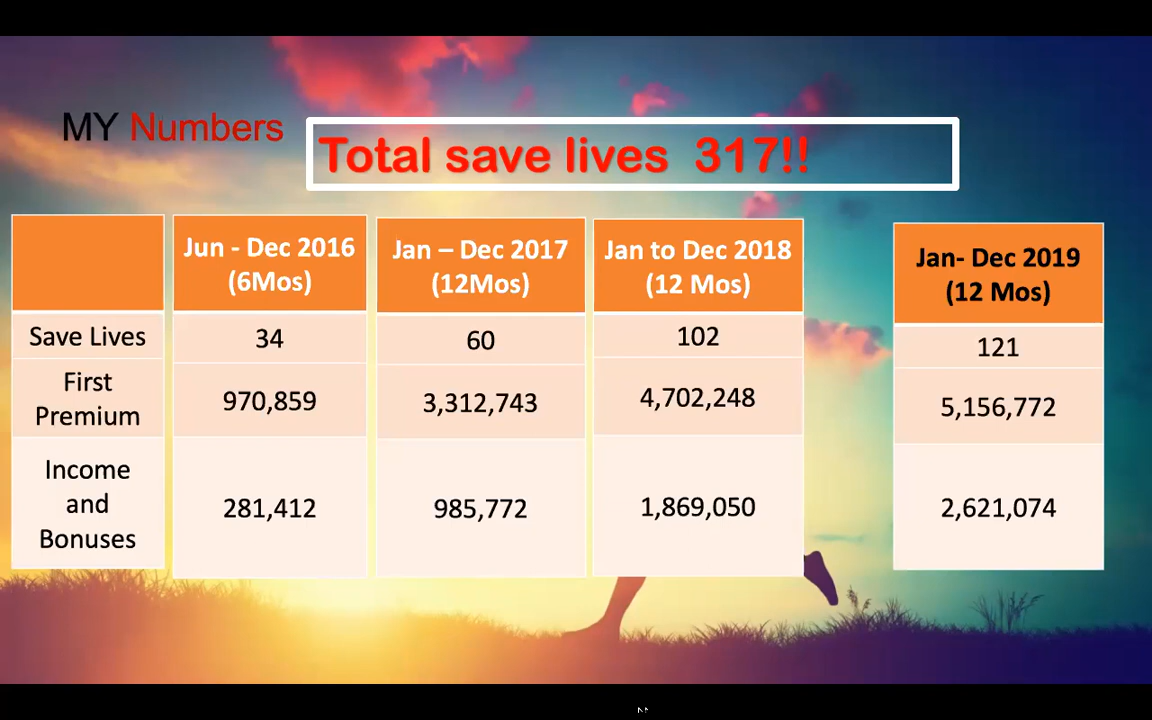 MY Numbers
Total save lives 317!!
Jun - Dec 2016
(6Mos)
Jan – Dec 2017
(12Mos)
Jan to Dec 2018
(12 Mos)
Jan- Dec 2019
(12 Mos)
Save Lives
34
60
102
121
First
Premium
970,859
3,312,743
4,702,248
5,156,772
Income
and
Bonuses
281,412
985,772
1,869,050
2,621,074